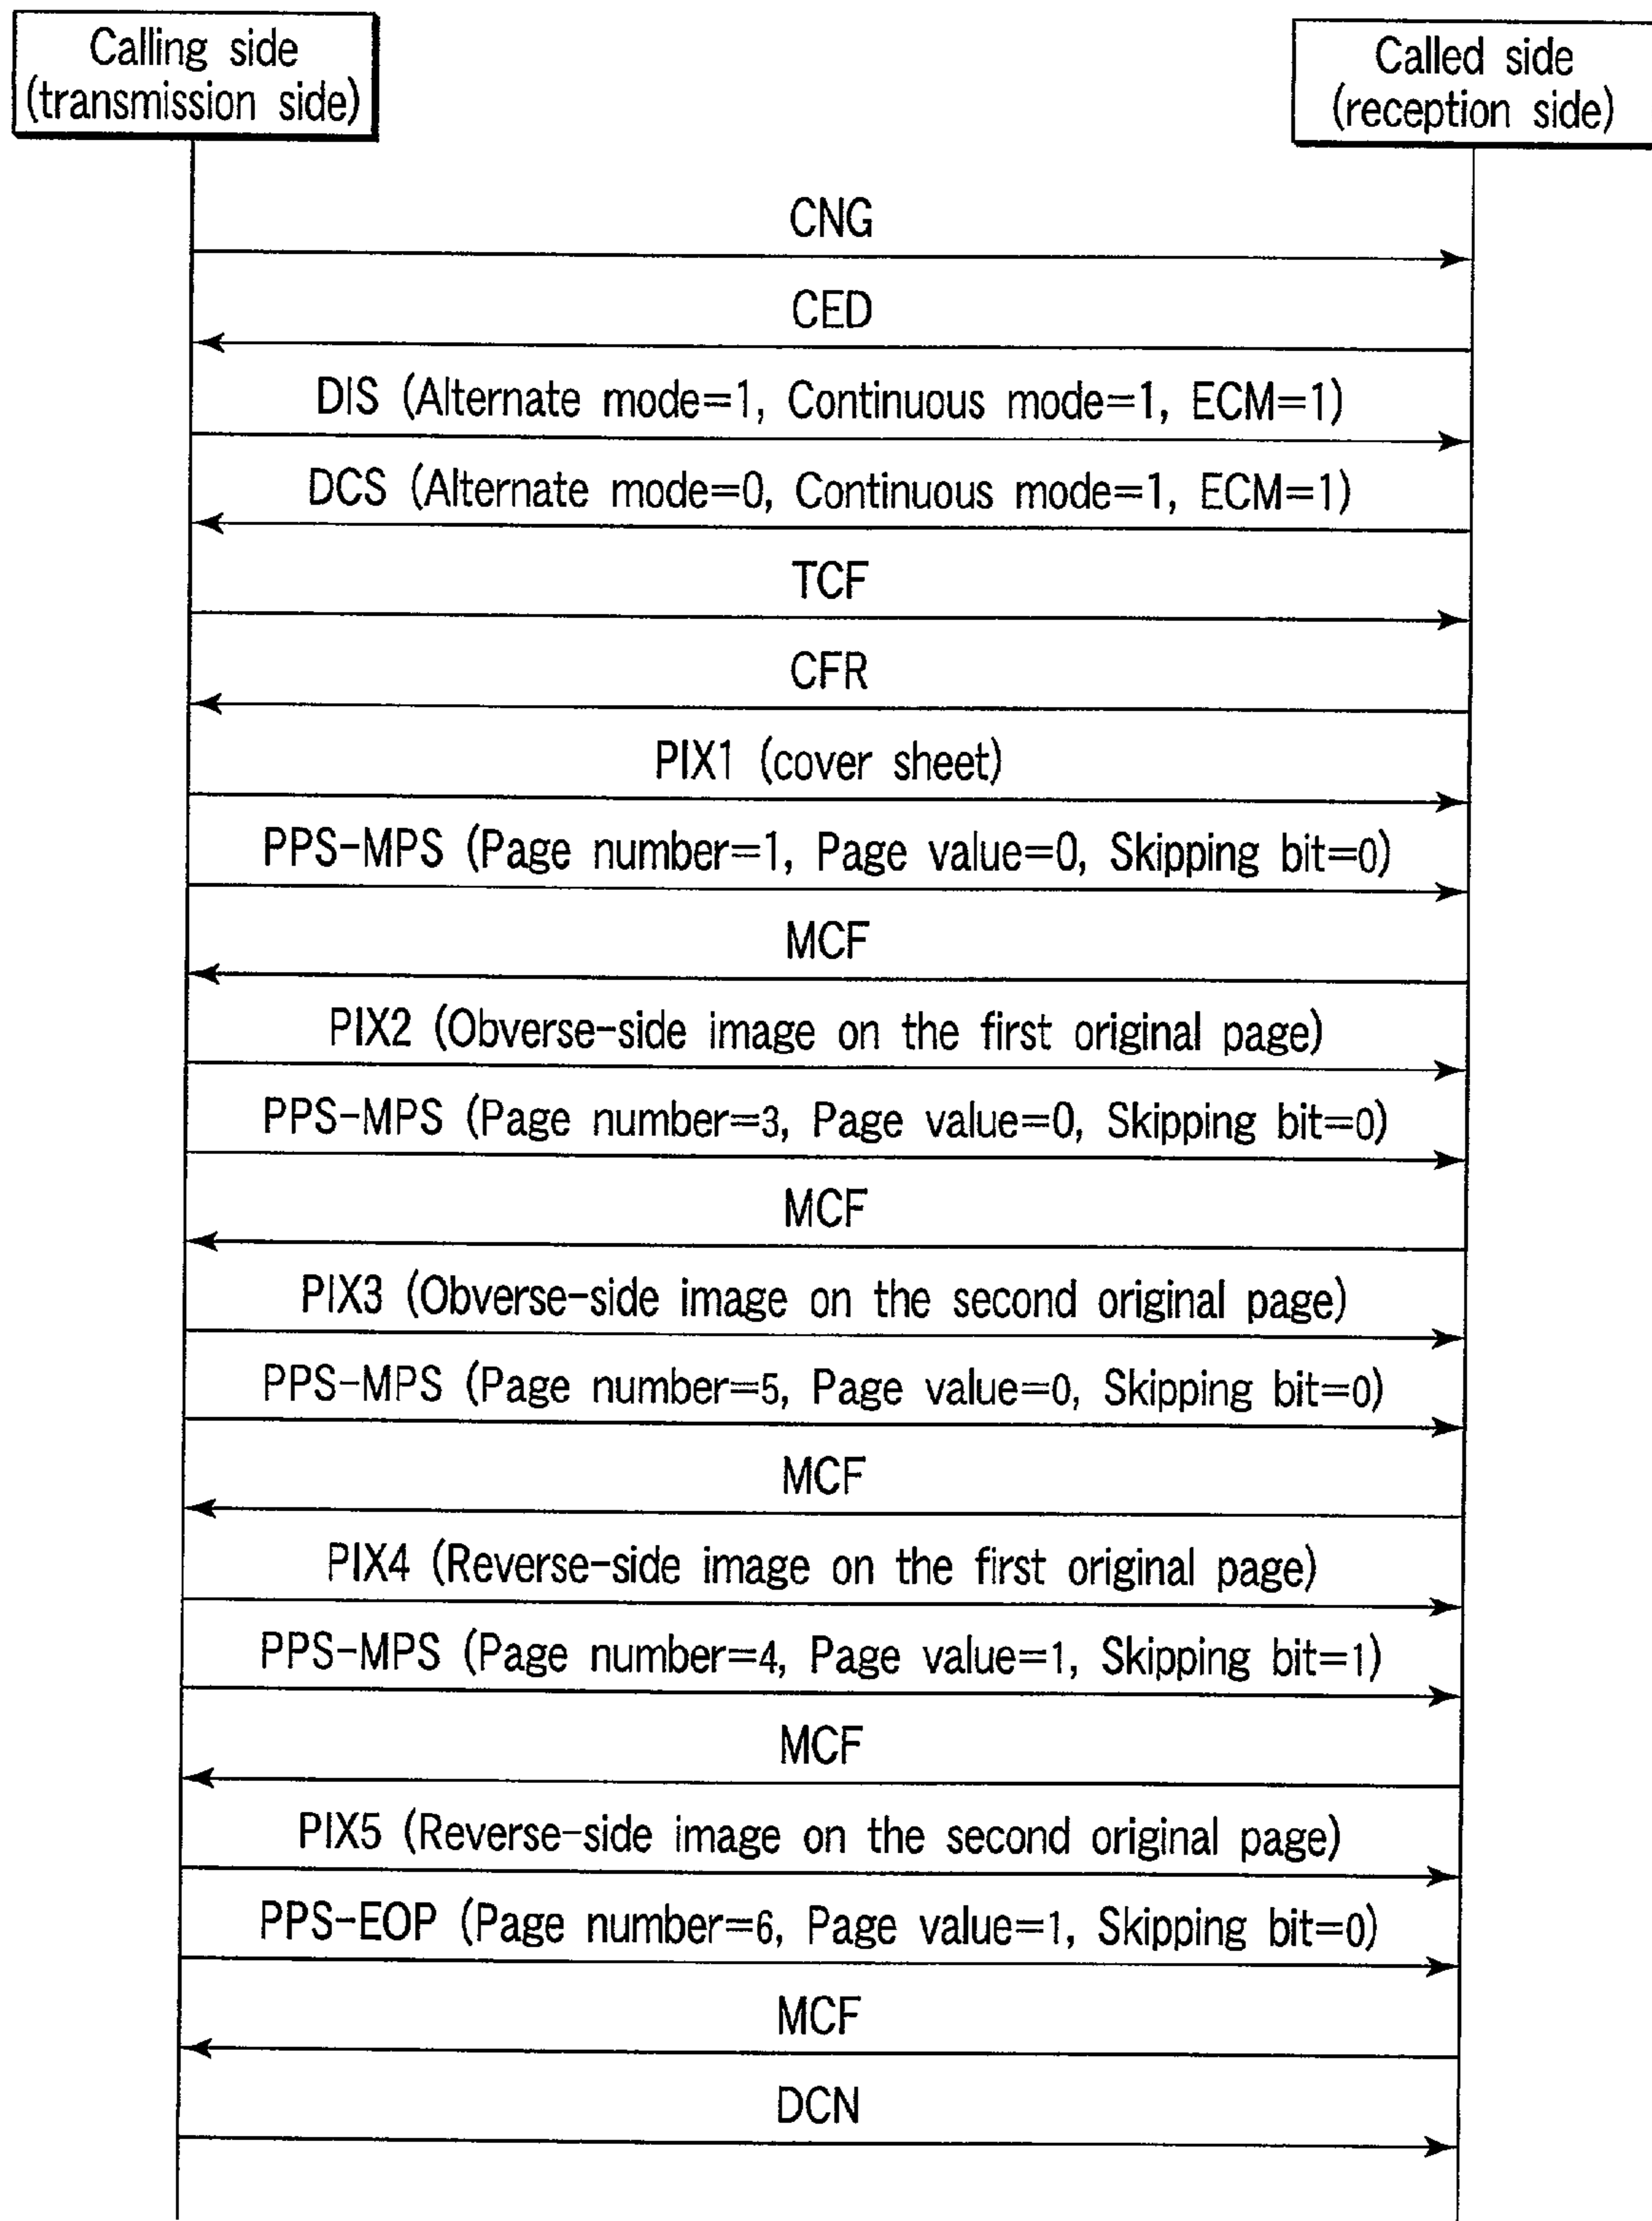 Calling side
(transmission side)
Called side
(reception side)
CNG
CED
DIS (Alternate mode=1, Continuous mode=1, ECM=1)
DCS (Alternate mode=0, Continuous mode=1, ECM=1)
TCF
CFR
PIX1 (cover sheet)
PPS-MPS (Page number=1, Page value=0, Skipping bit=0)
MCF
PIX2 (Obverse-side image on the first original page)
PPS-MPS (Page number=3, Page value=0, Skipping bit=0)
MCF
PIX3 (Obverse-side image on the second original page)
PPS-MPS (Page number=5, Page value=0, Skipping bit=0)
MCF
PIX4 (Reverse-side image on the first original page)
PPS-MPS (Page number=4, Page value=1, Skipping bit=1)
MCF
PIX5 (Reverse-side image on the second original page)
PPS-EOP (Page number=6, Page value=1, Skipping bit=0)
MCF
DCN